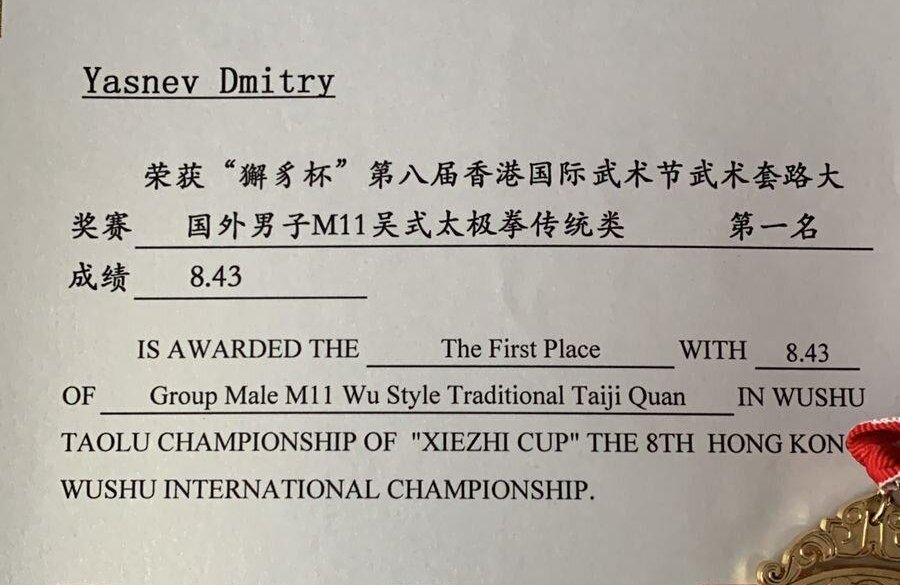 Yasnev Dmitry
荣获“獬豸杯”第八届香港国际武术节武术套路大
奖赛 国外男子M11吴式太极拳传统类 第一名
成绩 8.43
IS AWARDED THE The First Place WITH 8.43
OF Group Male M11 Wu Style Traditional Taiji Quan IN WUSHU
TAOLU CHAMPIONSHIP OF "XIEZHI CUP" THE 8TH HONG KON
WUSHU INTERNATIONAL CHAMPIONSHIP.